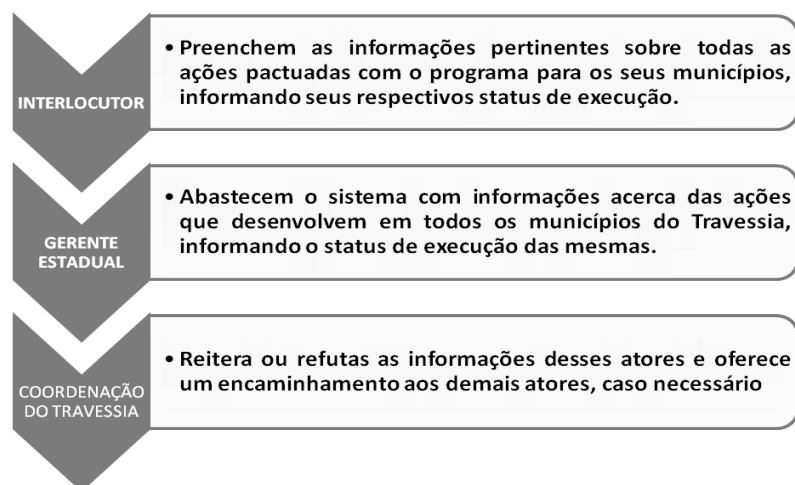 INTERLOCUTOR
• Preenchem as informações pertinentes sobre todas as
ações pactuadas com o programa para os seus municípios,
informando seus respectivos status de execução.
GERENTE
ESTADUAL
• Abastecem o sistema com informações acerca das ações
que desenvolvem em todos os municípios do Travessia,
informando o status de execução das mesmas.
COORDENAÇÃO
DO TRAVESSIA
• Reitera ou refutas as informações desses atores e oferece
um encaminhamento aos demais atores, caso necessário